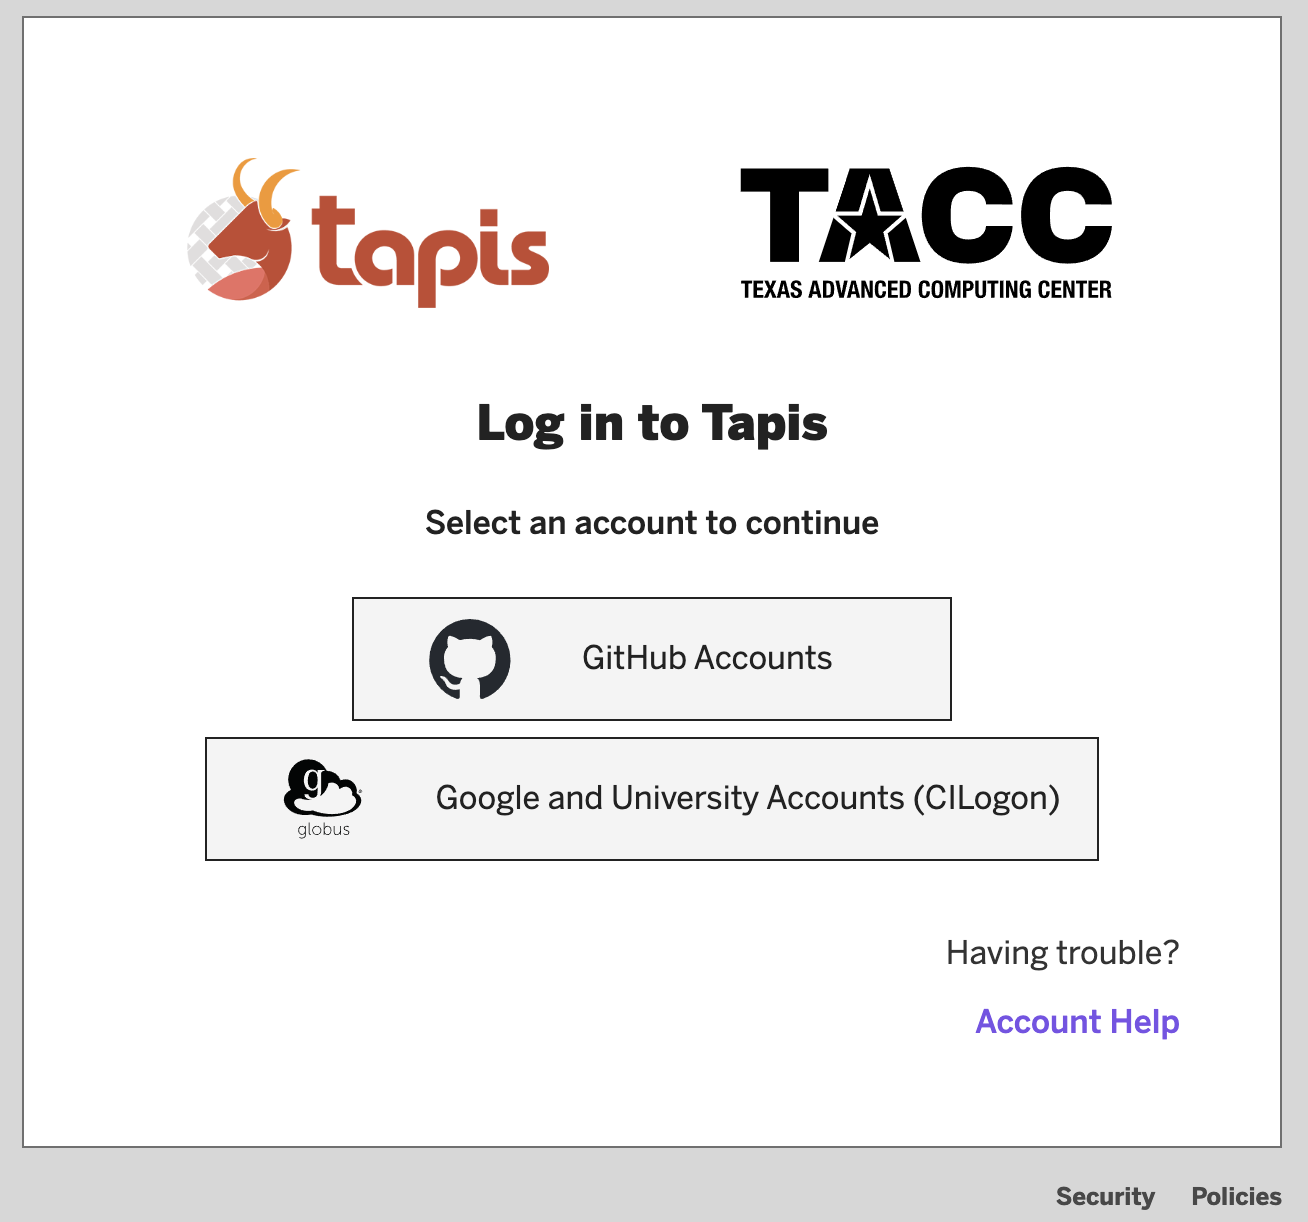 tapis
TACC
TEXAS ADVANCED COMPUTING CENTER
Log in to Tapis
Select an account to continue
GitHub Accounts
g
globus
Google and University Accounts (CILogon)
Having trouble?
Account Help
Security Policies